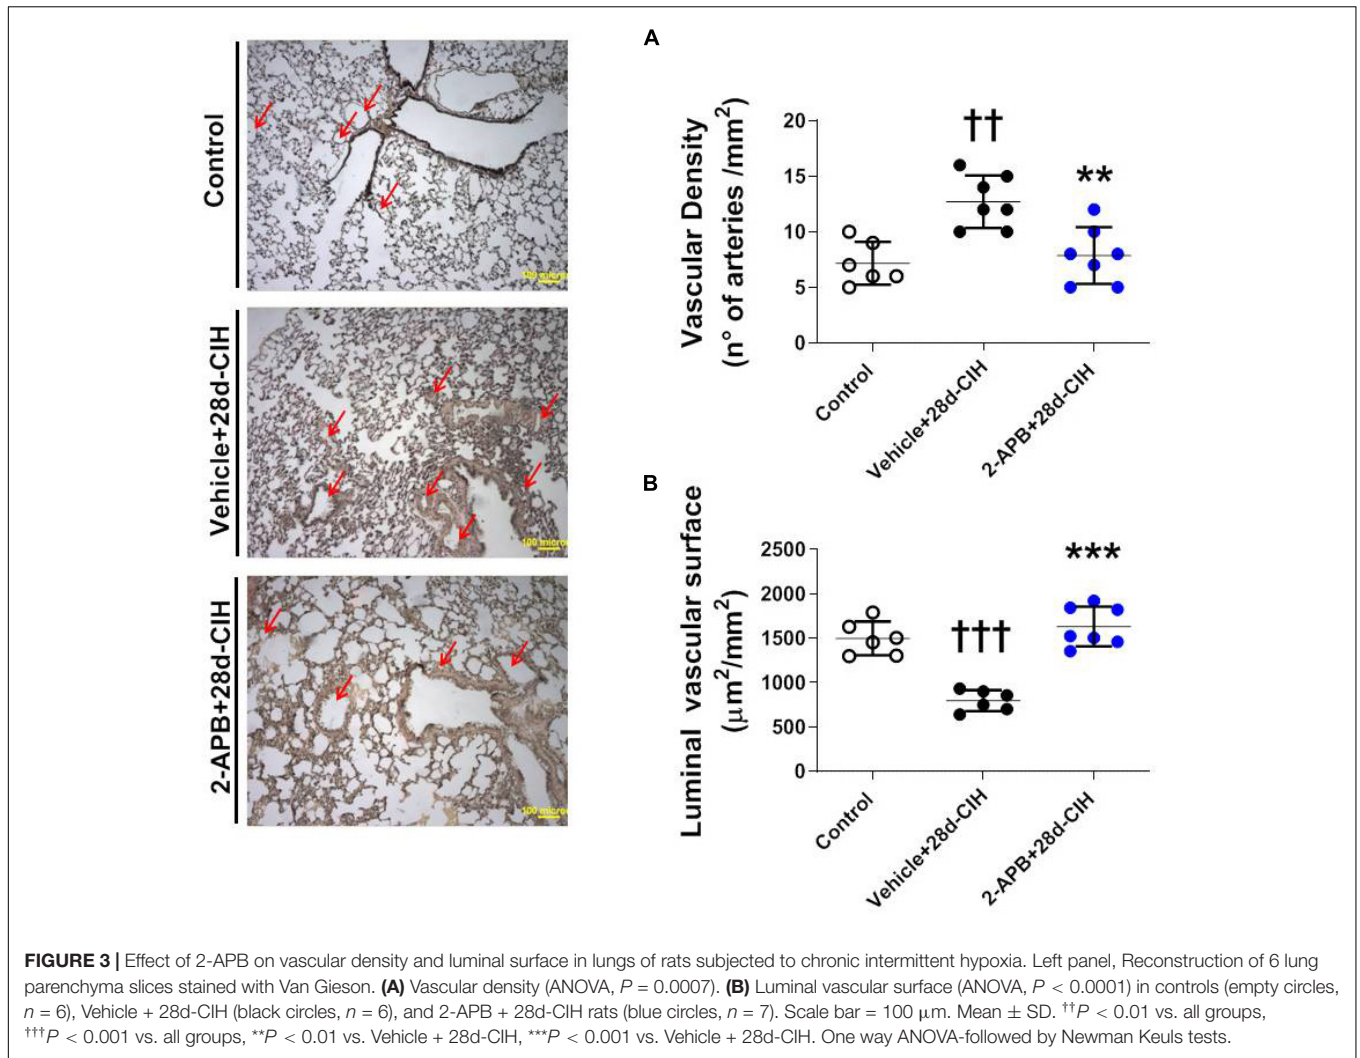 Control
100 micron
Vehicle+28d-CIH
100 micron
2-APB+28d-CIH
100 micron
A
Vascular Density
(n° of arteries /mm²)
20
15
10
5
0
††
**
Control
Vehicle+28d-CIH
2-APB+28d-CIH
B
Luminal vascular surface
(μm²/mm²)
2500
2000
1500
1000
500
0
†††
***
Control
Vehicle+28d-CIH
2-APB+28d-CIH
FIGURE 3 | Effect of 2-APB on vascular density and luminal surface in lungs of rats subjected to chronic intermittent hypoxia. Left panel, Reconstruction of 6 lung
parenchyma slices stained with Van Gieson. (A) Vascular density (ANOVA, P = 0.0007). (B) Luminal vascular surface (ANOVA, P < 0.0001) in controls (empty circles,
n = 6), Vehicle + 28d-CIH (black circles, n = 6), and 2-APB + 28d-CIH rats (blue circles, n = 7). Scale bar = 100 μm. Mean ± SD. ††P < 0.01 vs. all groups,
†††P < 0.001 vs. all groups, **P < 0.01 vs. Vehicle + 28d-CIH, ***P < 0.001 vs. Vehicle + 28d-CIH. One way ANOVA-followed by Newman Keuls tests.